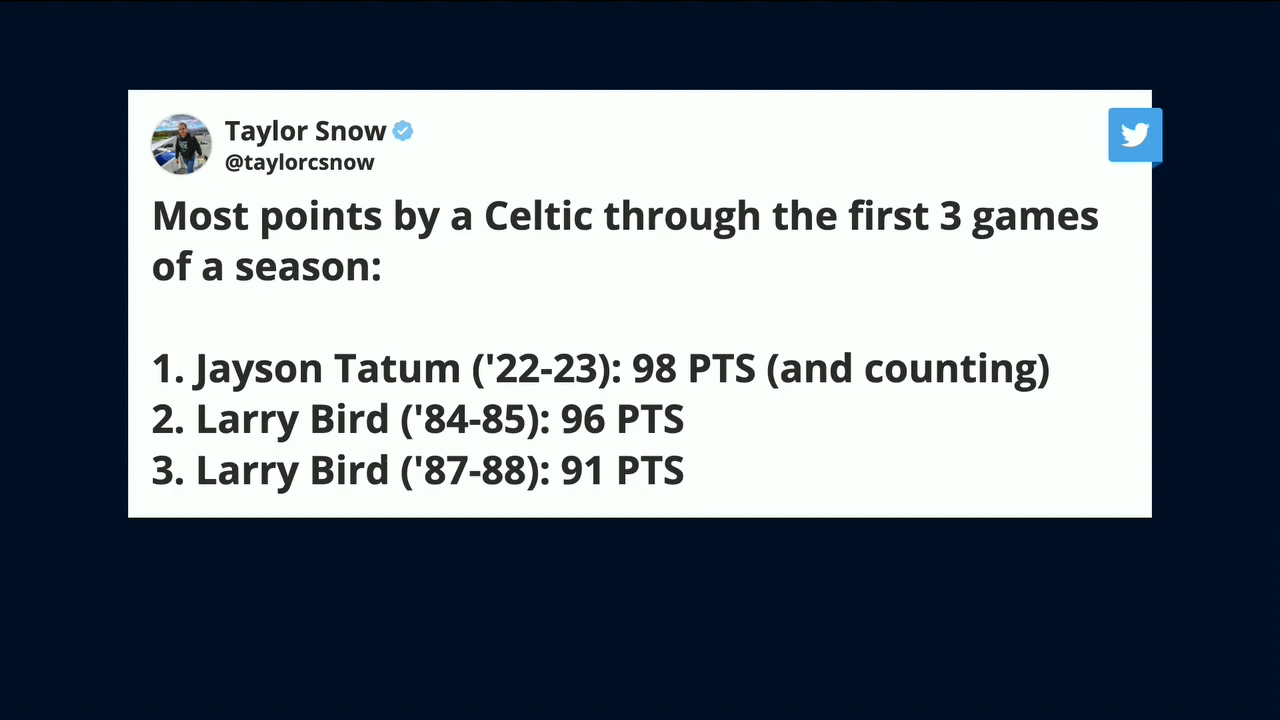 Taylor Snow
@taylorcsnow
Most points by a Celtic through the first 3 games
of a season:
1. Jayson Tatum ('22-23): 98 PTS (and counting)
2. Larry Bird ('84-85): 96 PTS
3. Larry Bird ('87-88): 91 PTS